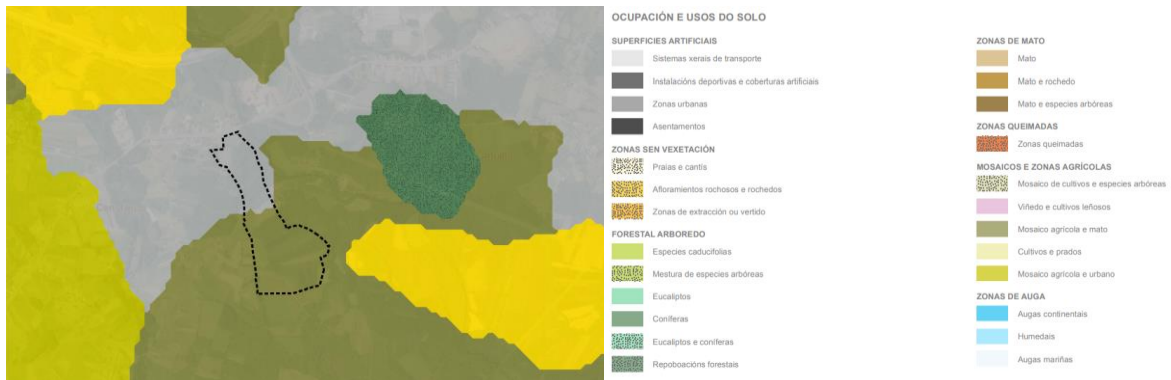 OCUPACIÓN E USOS DO SOLO
SUPERFICIES ARTIFICIAIS
Sistemas xerais de transporte
Instalacións deportivas e coberturas artificiais
Zonas urbanas
Asentamentos
ZONAS SEN VEXETACIÓN
Praias e cantís
Afloramentos rochosos e rochedos
Zonas de extracción ou vertido
FORESTAL ARBOREDO
Especies caducifolias
Mestura de especies arbóreas
Eucaliptos
Coníferas
Eucaliptos e coníferas
Repoboacións forestais
ZONAS DE MATO
Mato
Mato e rochedo
Mato e especies arbóreas
ZONAS QUEIMADAS
Zonas queimadas
MOSAICOS E ZONAS AGRÍCOLAS
Mosaico de cultivos e especies arbóreas
Viñedo e cultivos leñosos
Mosaico agrícola e mato
Cultivos e prados
Mosaico agrícola e urbano
ZONAS DE AUGA
Augas continentais
Humedais
Augas mariñas